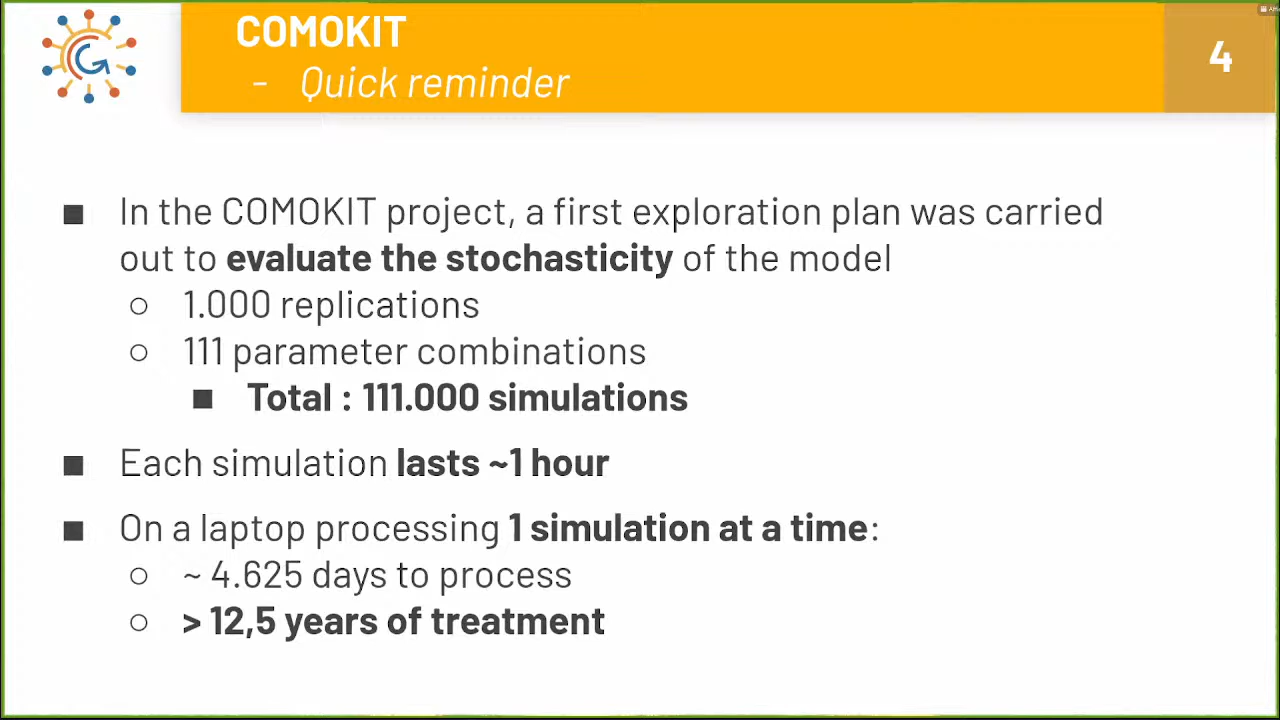 COMOKIT
- Quick reminder
4
■ In the COMOKIT project, a first exploration plan was carried
out to evaluate the stochasticity of the model
○ 1.000 replications
○ 111 parameter combinations
■ Total : 111.000 simulations
■ Each simulation lasts ~1 hour
■ On a laptop processing 1 simulation at a time:
○ ~ 4.625 days to process
○ > 12,5 years of treatment